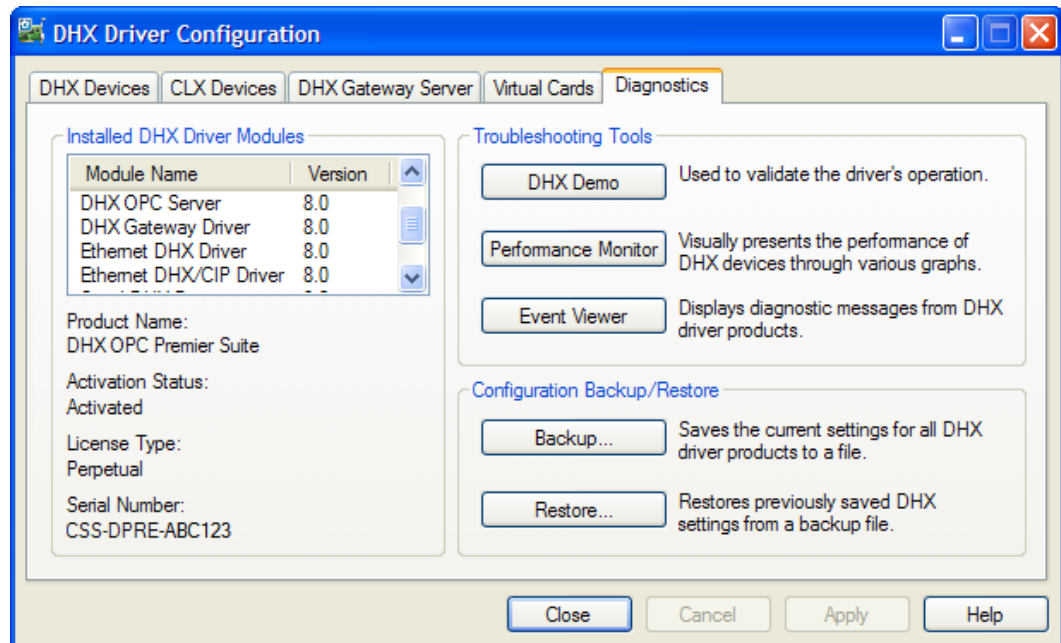 DHX Driver Configuration
DHX Devices
CLX Devices
DHX Gateway Server
Virtual Cards
Diagnostics
Installed DHX Driver Modules
Module Name Version
DHX OPC Server 8.0
DHX Gateway Driver 8.0
Ethernet DHX Driver 8.0
Ethernet DHX/CIP Driver 8.0
Product Name:
DHX OPC Premier Suite
Activation Status:
Activated
License Type:
Perpetual
Serial Number:
CSS-DPRE-ABC123
Troubleshooting Tools
DHX Demo
Used to validate the driver's operation.
Performance Monitor
Visually presents the performance of
DHX devices through various graphs.
Event Viewer
Displays diagnostic messages from DHX
driver products.
Configuration Backup/Restore
Backup...
Saves the current settings for all DHX
driver products to a file.
Restore...
Restores previously saved DHX
settings from a backup file.
Close
Cancel
Apply
Help